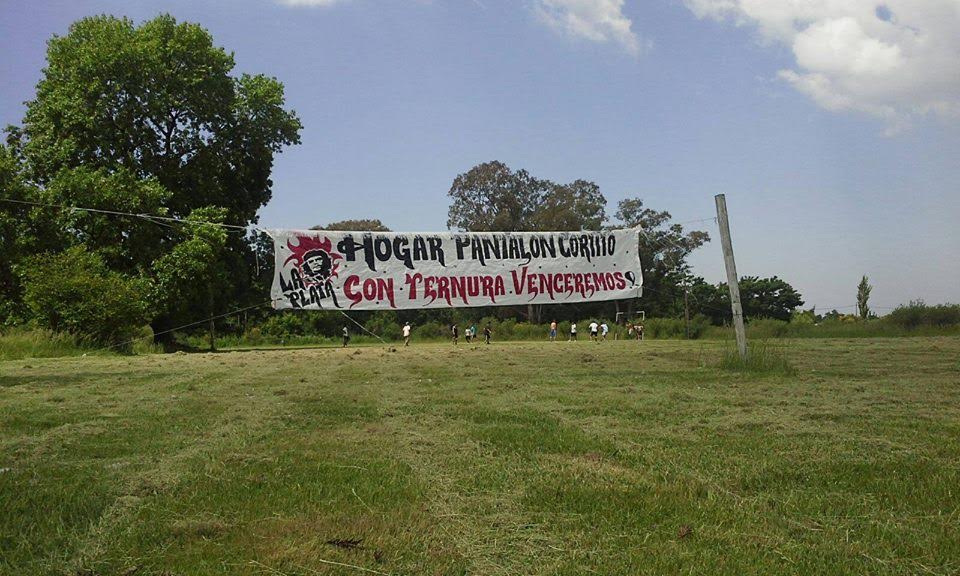 HOGAR PANTALON CORTITO
LA PLATA
CON TERNURA VENCEREMOS!